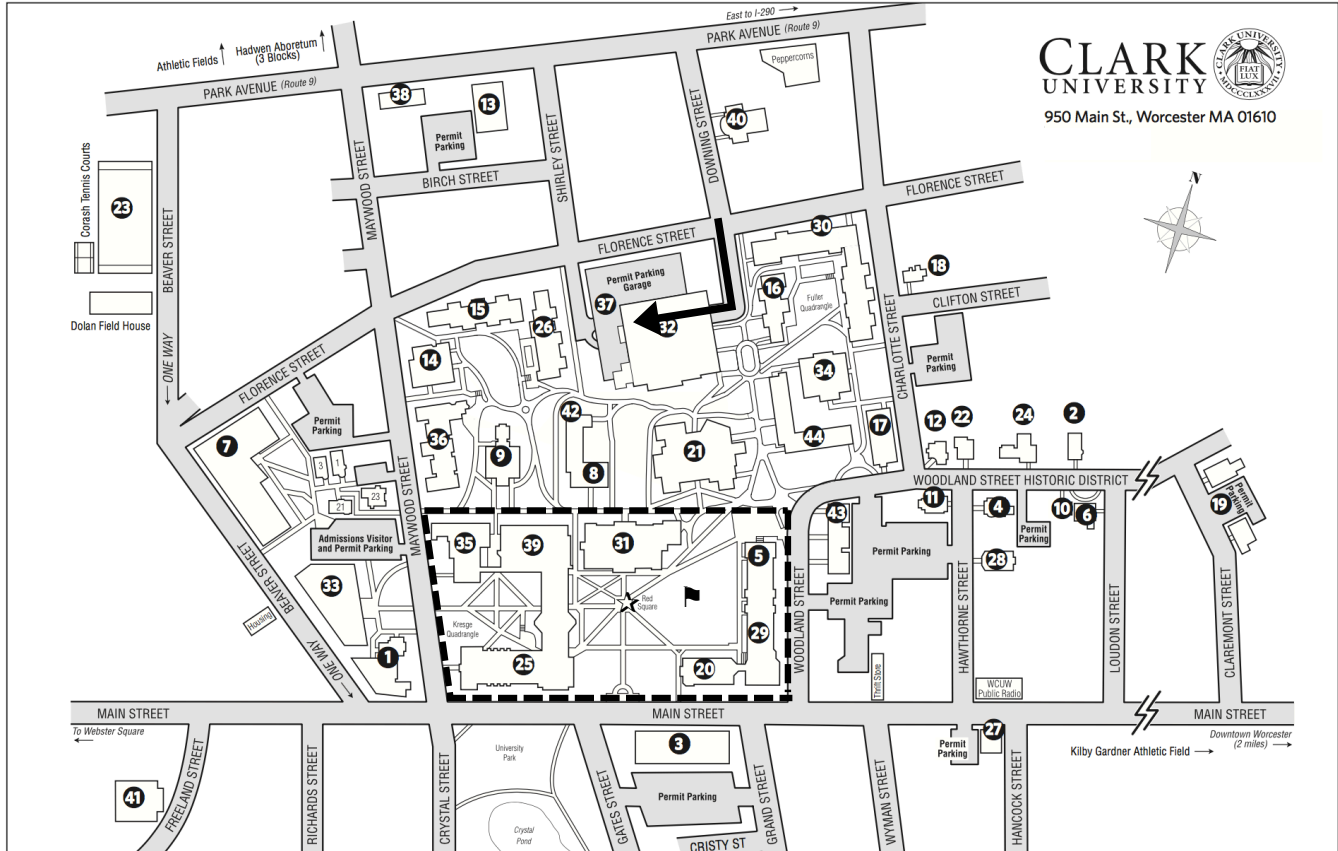 East to I-290 →
PARK AVENUE (Route 9)
Athletic Fields
Hadwen Aboretum
(3 Blocks)
PARK AVENUE (Route 9)
Peppercorns
CLARK
UNIVERSITY
CLARK UNIVERSITY
FIAT
LUX
MDCCCLXXXVII
950 Main St., Worcester MA 01610
N
38
13
40
Permit
Parking
BIRCH STREET
SHIRLEY STREET
DOWNING STREET
MAYWOOD STREET
FLORENCE STREET
FLORENCE STREET
Corash Tennis Courts
23
BEAVER STREET
ONE WAY
Dolan Field House
30
18
CLIFTON STREET
Permit Parking
Garage
37
32
16
Fuller
Quadrangle
15
26
14
CHARLOTTE STREET
Permit
Parking
34
FLORENCE STREET
Permit
Parking
7
36
9
42
8
21
44
17
12
22
24
2
3
1
21
23
MAYWOOD STREET
WOODLAND STREET HISTORIC DISTRICT
11
4
10
6
19
Permit
Parking
Admissions Visitor
and Permit Parking
35
39
31
5
43
Permit Parking
Permit
Parking
28
33
BEAVER STREET
Housing
ONE WAY
1
Kresge
Quadrangle
Red
Square
25
20
29
WOODLAND STREET
Permit Parking
Thrift Store
HAWTHORNE STREET
WCUW
Public Radio
LOUDON STREET
CLAREMONT STREET
MAIN STREET
MAIN STREET
MAIN STREET
To Webster Square
Downtown Worcester
(2 miles)
Kilby Gardner Athletic Field
41
FREELAND STREET
RICHARDS STREET
CRYSTAL STREET
University
Park
Crystal
Pond
GATES STREET
3
Permit Parking
CRISTY ST
GRAND STREET
WYMAN STREET
Permit
Parking
27
HANCOCK STREET